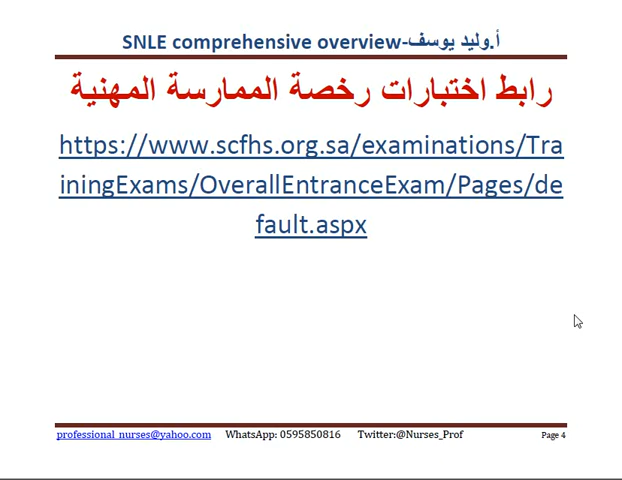 SNLE comprehensive overview-أ.وليد يوسف
رابط اختبارات رخصة الممارسة المهنية
https://www.scfhs.org.sa/examinations/Tra
iningExams/OverallEntranceExam/Pages/de
fault.aspx
professional_nurses@yahoo.com WhatsApp: 0595850816 Twitter:@Nurses_Prof Page 4